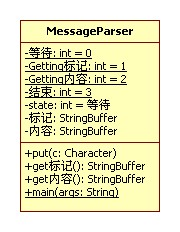 MessageParser
-等待: int = 0
-Getting标记: int = 1
-Getting内容: int = 2
-结束: int = 3
-state: int = 等待
-标记: StringBuffer
-内容: StringBuffer
+put(c: Character)
+get标记(): StringBuffer
+get内容(): StringBuffer
+main(args: String)